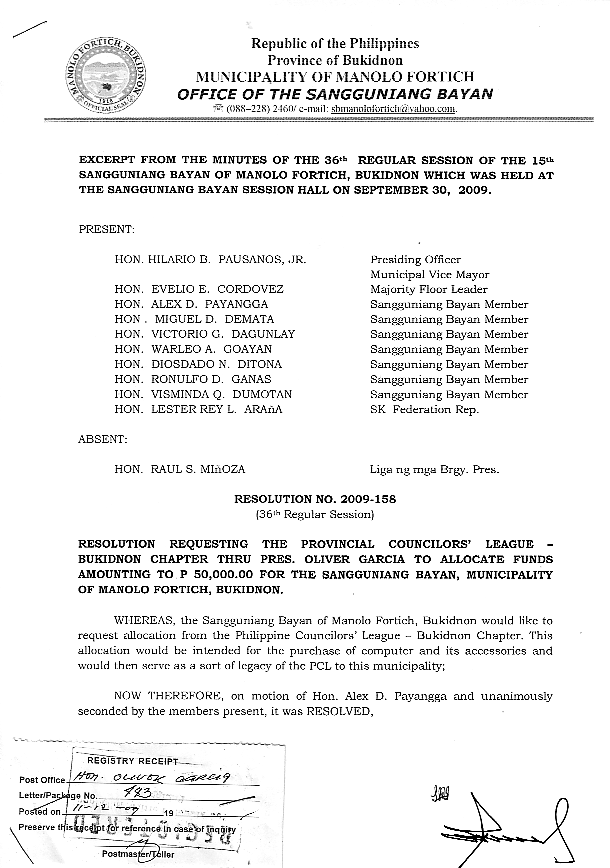 MANOLO FORTICH, BUKIDNON
OFFICIAL SEAL
Republic of the Philippines
Province of Bukidnon
MUNICIPALITY OF MANOLO FORTICH
OFFICE OF THE SANGGUNIANG BAYAN
☏ (088–228) 2460/ e-mail: sbmanolofortich@yahoo.com.
EXCERPT FROM THE MINUTES OF THE 36th REGULAR SESSION OF THE 15th
SANGGUNIANG BAYAN OF MANOLO FORTICH, BUKIDNON WHICH WAS HELD AT
THE SANGGUNIANG BAYAN SESSION HALL ON SEPTEMBER 30, 2009.
PRESENT:
HON. HILARIO B. PAUSANOS, JR. Presiding Officer
Municipal Vice Mayor
HON. EVELIO E. CORDOVEZ Majority Floor Leader
HON. ALEX D. PAYANGGA Sangguniang Bayan Member
HON . MIGUEL D. DEMATA Sangguniang Bayan Member
HON. VICTORIO G. DAGUNLAY Sangguniang Bayan Member
HON. WARLEO A. GOAYAN Sangguniang Bayan Member
HON. DIOSDADO N. DITONA Sangguniang Bayan Member
HON. RONULFO D. GANAS Sangguniang Bayan Member
HON. VISMINDA Q. DUMOTAN Sangguniang Bayan Member
HON. LESTER REY L. ARAñA SK Federation Rep.
ABSENT:
HON. RAUL S. MIñOZA Liga ng mga Brgy. Pres.
RESOLUTION NO. 2009-158
(36th Regular Session)
RESOLUTION REQUESTING THE PROVINCIAL COUNCILORS' LEAGUE –
BUKIDNON CHAPTER THRU PRES. OLIVER GARCIA TO ALLOCATE FUNDS
AMOUNTING TO P 50,000.00 FOR THE SANGGUNIANG BAYAN, MUNICIPALITY
OF MANOLO FORTICH, BUKIDNON.
WHEREAS, the Sangguniang Bayan of Manolo Fortich, Bukidnon would like to
request allocation from the Philippine Councilors' League – Bukidnon Chapter. This
allocation would be intended for the purchase of computer and its accessories and
would then serve as a sort of legacy of the PCL to this municipality;
NOW THEREFORE, on motion of Hon. Alex D. Payangga and unanimously
seconded by the members present, it was RESOLVED,
REGISTRY RECEIPT
Post Office Hon. Oliver Garcia
Letter/Package No. 423
Posted on 11-12-09 19
Preserve this receipt for reference in case of inquiry
REGISTERED
Postmaster/Teller